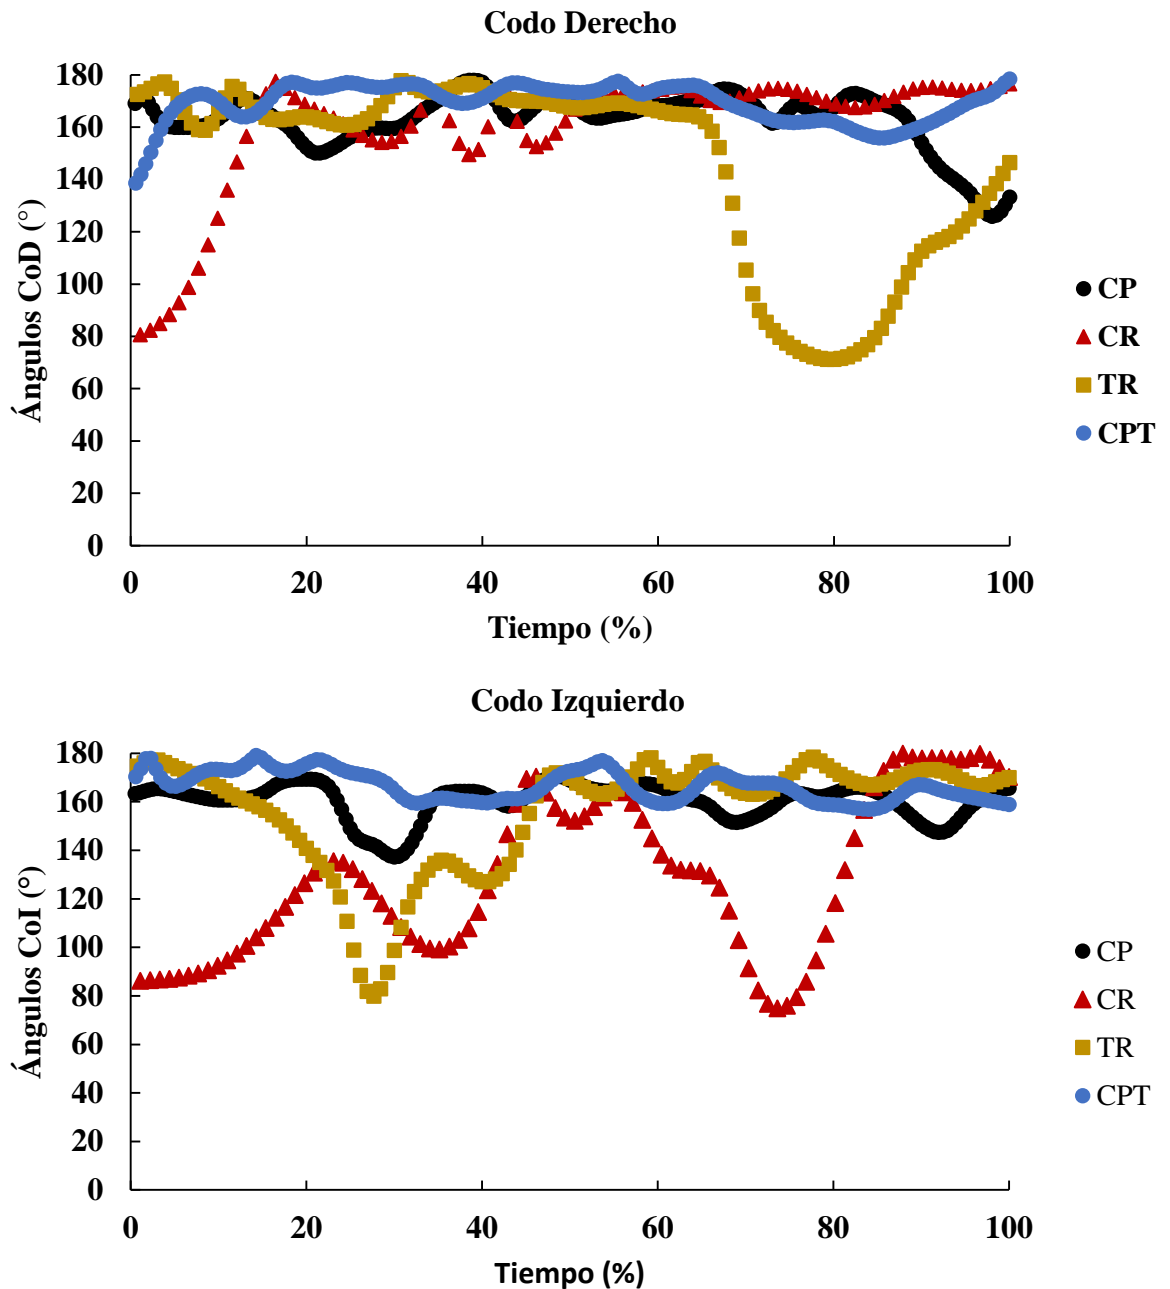 Codo Derecho
Ángulos CoD (°)
180
160
140
120
100
80
60
40
20
0
0 20 40 60 80 100
Tiempo (%)
CP
CR
TR
CPT
Codo Izquierdo
Ángulos CoI (°)
180
160
140
120
100
80
60
40
20
0
0 20 40 60 80 100
Tiempo (%)
CP
CR
TR
CPT